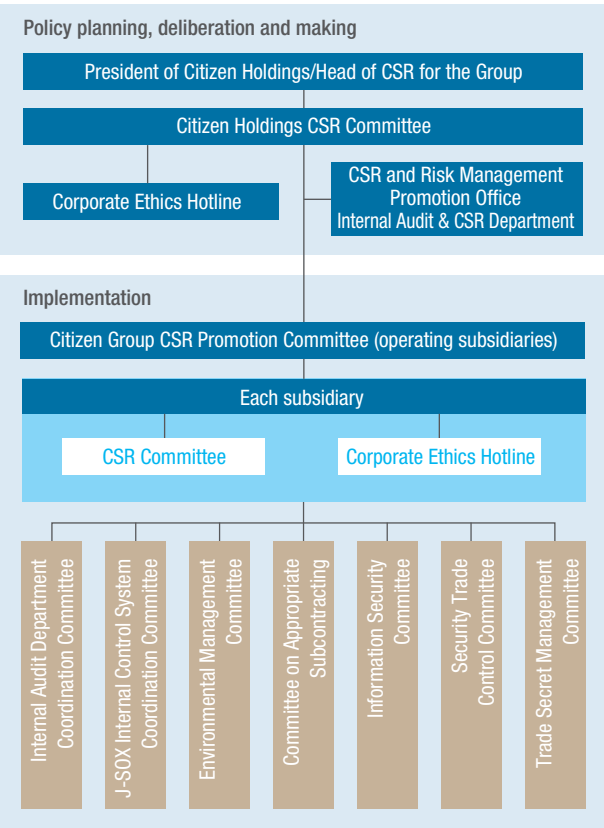 Policy planning, deliberation and making
President of Citizen Holdings/Head of CSR for the Group
Citizen Holdings CSR Committee
Corporate Ethics Hotline
CSR and Risk Management
Promotion Office
Internal Audit & CSR Department
Implementation
Citizen Group CSR Promotion Committee (operating subsidiaries)
Each subsidiary
CSR Committee
Corporate Ethics Hotline
Internal Audit Department
Coordination Committee
J-SOX Internal Control System
Coordination Committee
Environmental Management
Committee
Committee on Appropriate
Subcontracting
Information Security
Committee
Security Trade
Control Committee
Trade Secret Management
Committee